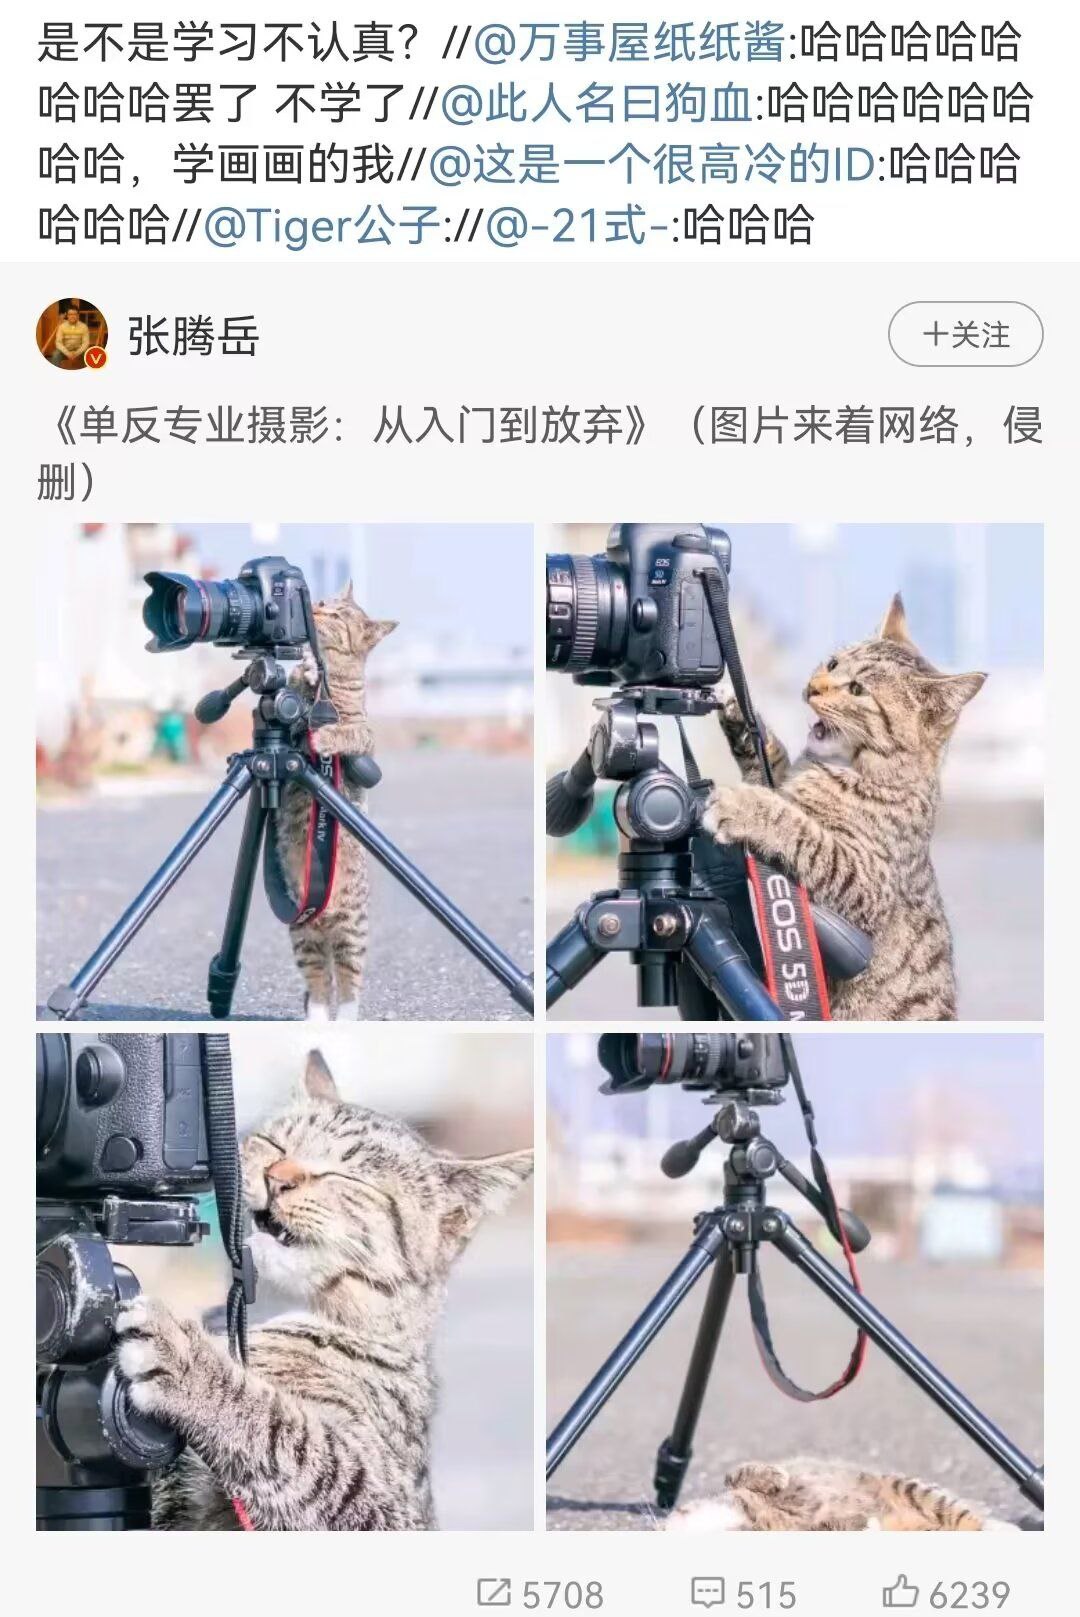 是不是学习不认真？//@万事屋纸纸酱:哈哈哈哈哈
哈哈哈罢了 不学了//@此人名曰狗血:哈哈哈哈哈哈
哈哈，学画画的我//@这是一个很高冷的ID:哈哈哈
哈哈哈//@Tiger公子://@-21式-:哈哈哈
张腾岳
+关注
《单反专业摄影：从入门到放弃》（图片来着网络，侵
删）
EOS
Mark IV
EOS
5D
EOS 5D
5708 515 6239